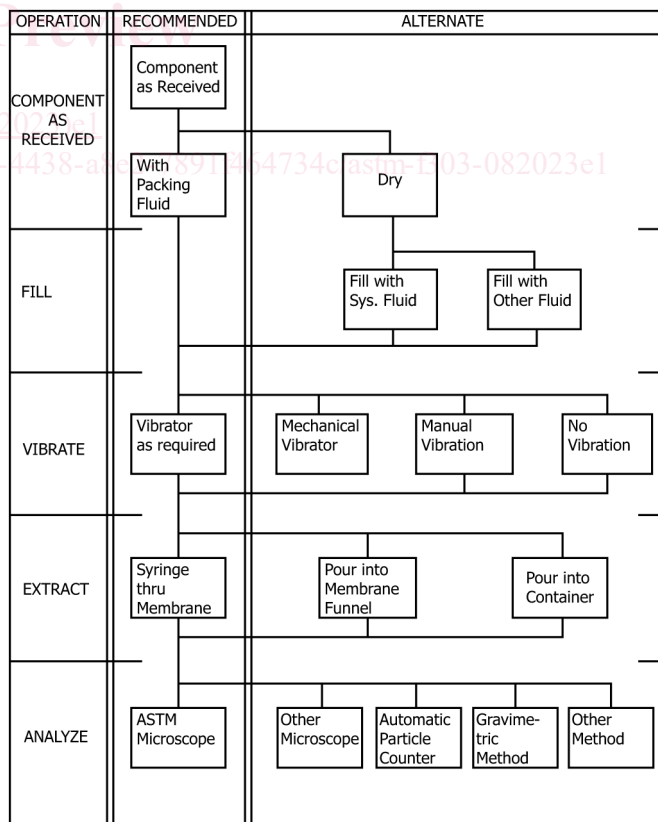 Preview
OPERATION
RECOMMENDED
ALTERNATE
COMPONENT
AS
RECEIVED
Component
as Received
With
Packing
Fluid
Dry
FILL
Fill with
Sys. Fluid
Fill with
Other Fluid
VIBRATE
Vibrator
as required
Mechanical
Vibrator
Manual
Vibration
No
Vibration
EXTRACT
Syringe
thru
Membrane
Pour into
Membrane
Funnel
Pour into
Container
ANALYZE
ASTM
Microscope
Other
Microscope
Automatic
Particle
Counter
Gravime-
tric
Method
Other
Method